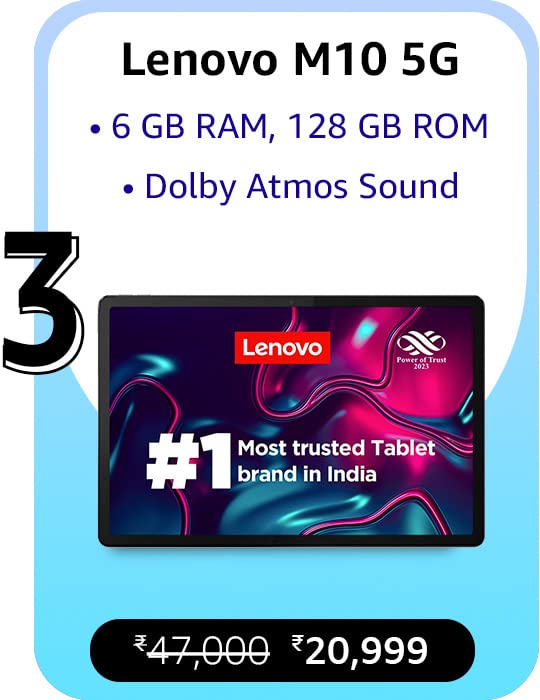 Lenovo M10 5G
• 6 GB RAM, 128 GB ROM
• Dolby Atmos Sound
3
Lenovo
Power of Trust
2023
#1 Most trusted Tablet
brand in India
₹47,000 ₹20,999